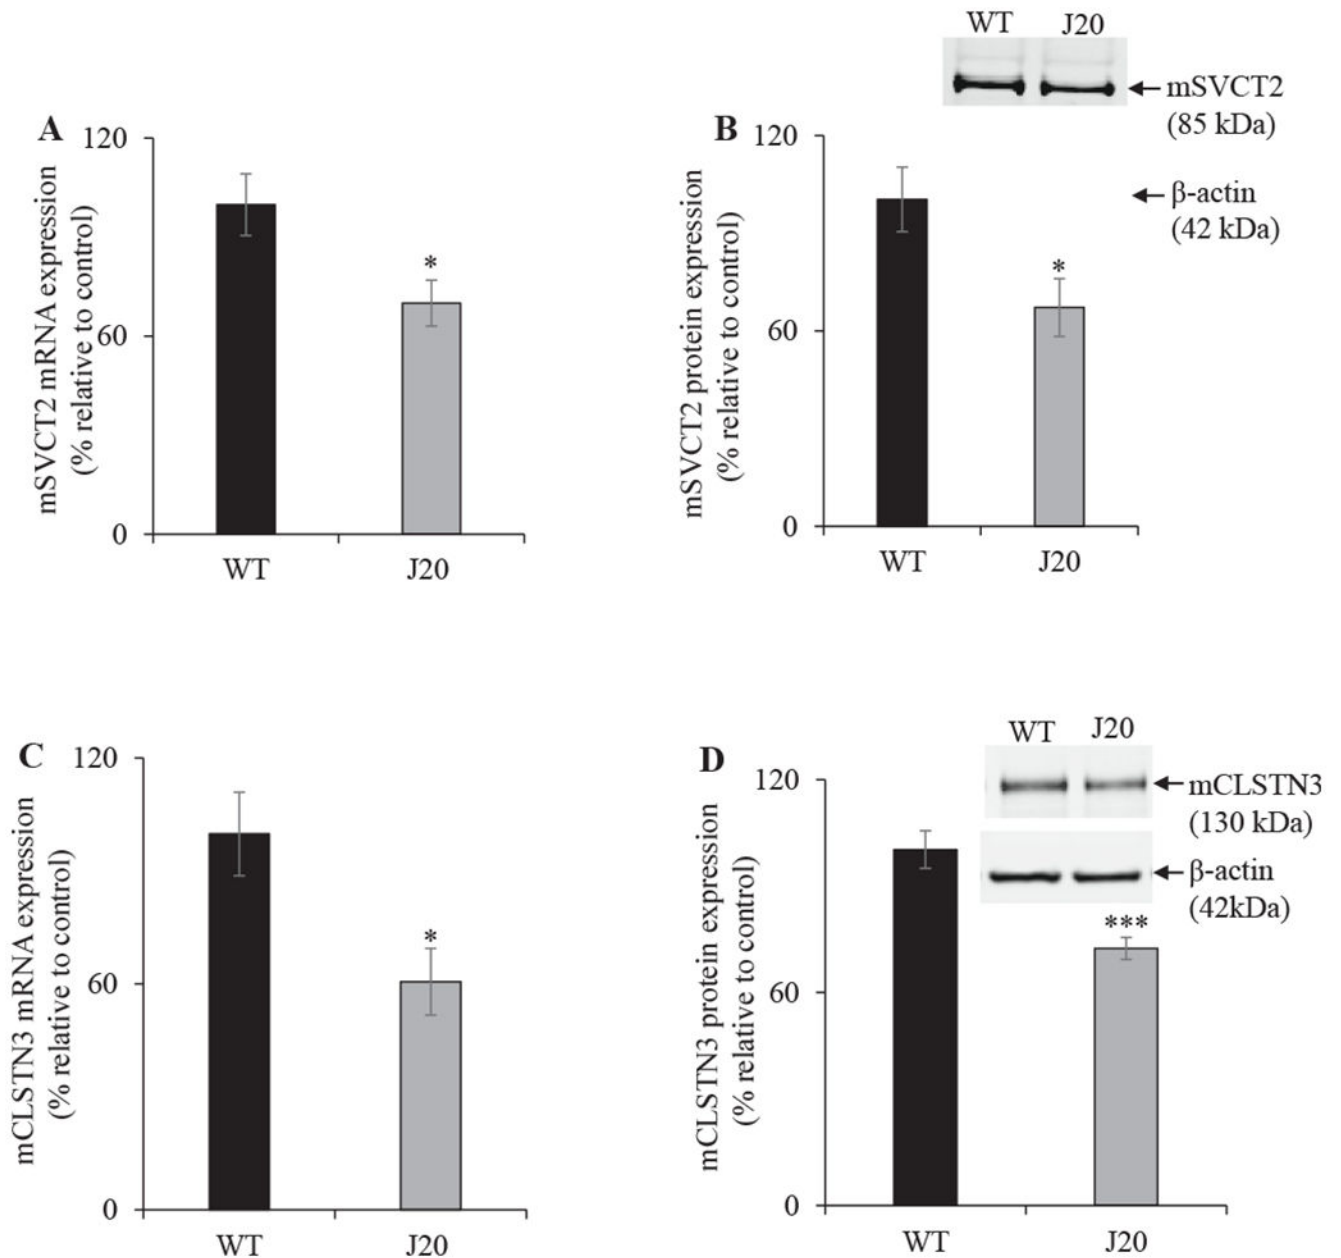 A
mSVCT2 mRNA expression
(% relative to control)
120
60
0
*
WT
J20
B
mSVCT2 protein expression
(% relative to control)
120
60
0
*
WT
J20
WT
J20
mSVCT2
(85 kDa)
β-actin
(42 kDa)
C
mCLSTN3 mRNA expression
(% relative to control)
120
60
0
*
WT
J20
D
mCLSTN3 protein expression
(% relative to control)
120
60
0
***
WT
J20
WT
J20
mCLSTN3
(130 kDa)
β-actin
(42kDa)